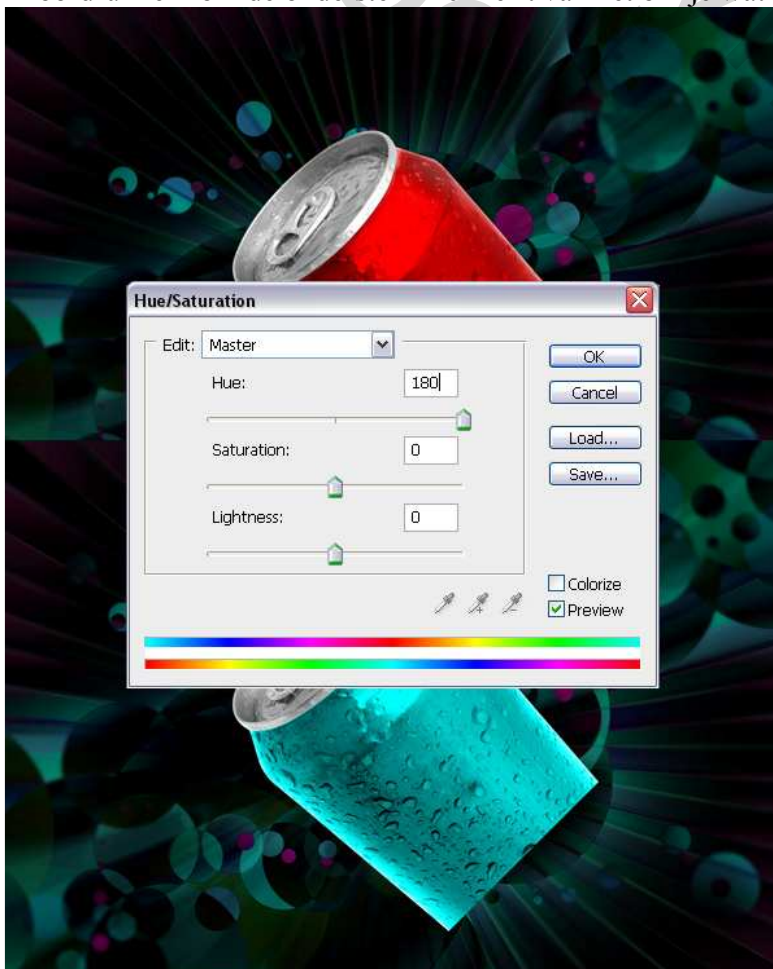 Hue/Saturation
Edit: Master
Hue: 180
Saturation: 0
Lightness: 0
OK
Cancel
Load...
Save...
Colorize
Preview